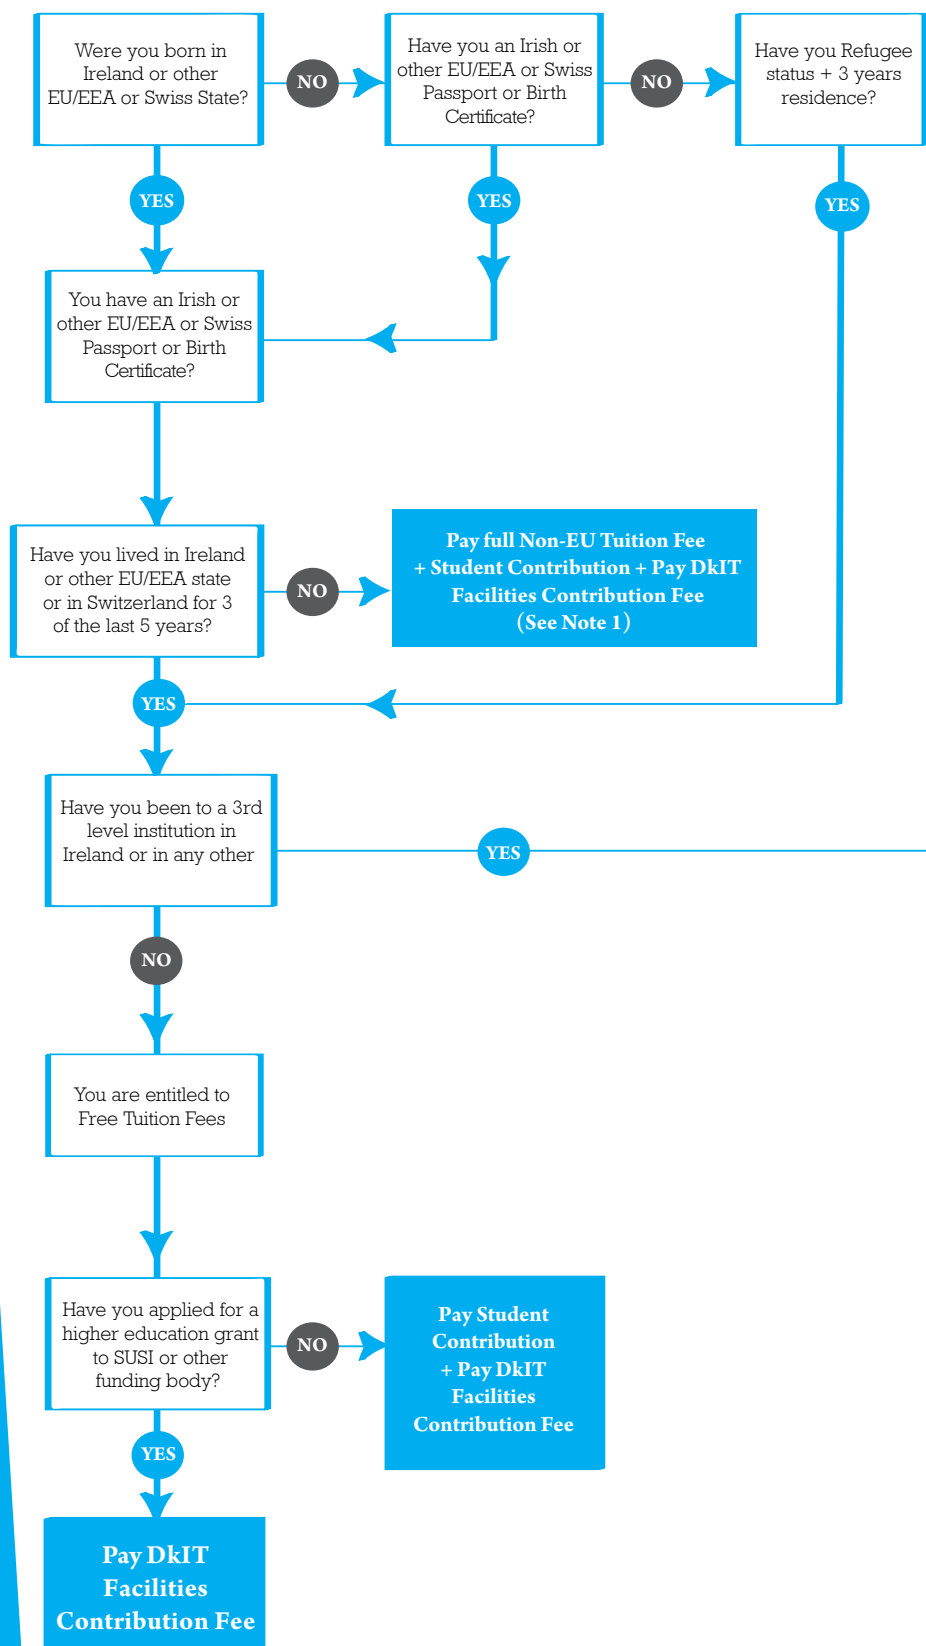 Were you born in
Ireland or other
EU/EEA or Swiss State?
NO
Have you an Irish or
other EU/EEA or Swiss
Passport or Birth
Certificate?
NO
Have you Refugee
status + 3 years
residence?
YES
YES
YES
You have an Irish or
other EU/EEA or Swiss
Passport or Birth
Certificate?
Have you lived in Ireland
or other EU/EEA state
or in Switzerland for 3
of the last 5 years?
NO
Pay full Non-EU Tuition Fee
+ Student Contribution + Pay DkIT
Facilities Contribution Fee
(See Note 1)
YES
Have you been to a 3rd
level institution in
Ireland or in any other
YES
NO
You are entitled to
Free Tuition Fees
Have you applied for a
higher education grant
to SUSI or other
funding body?
NO
Pay Student
Contribution
+ Pay DkIT
Facilities
Contribution Fee
YES
Pay DkIT
Facilities
Contribution Fee